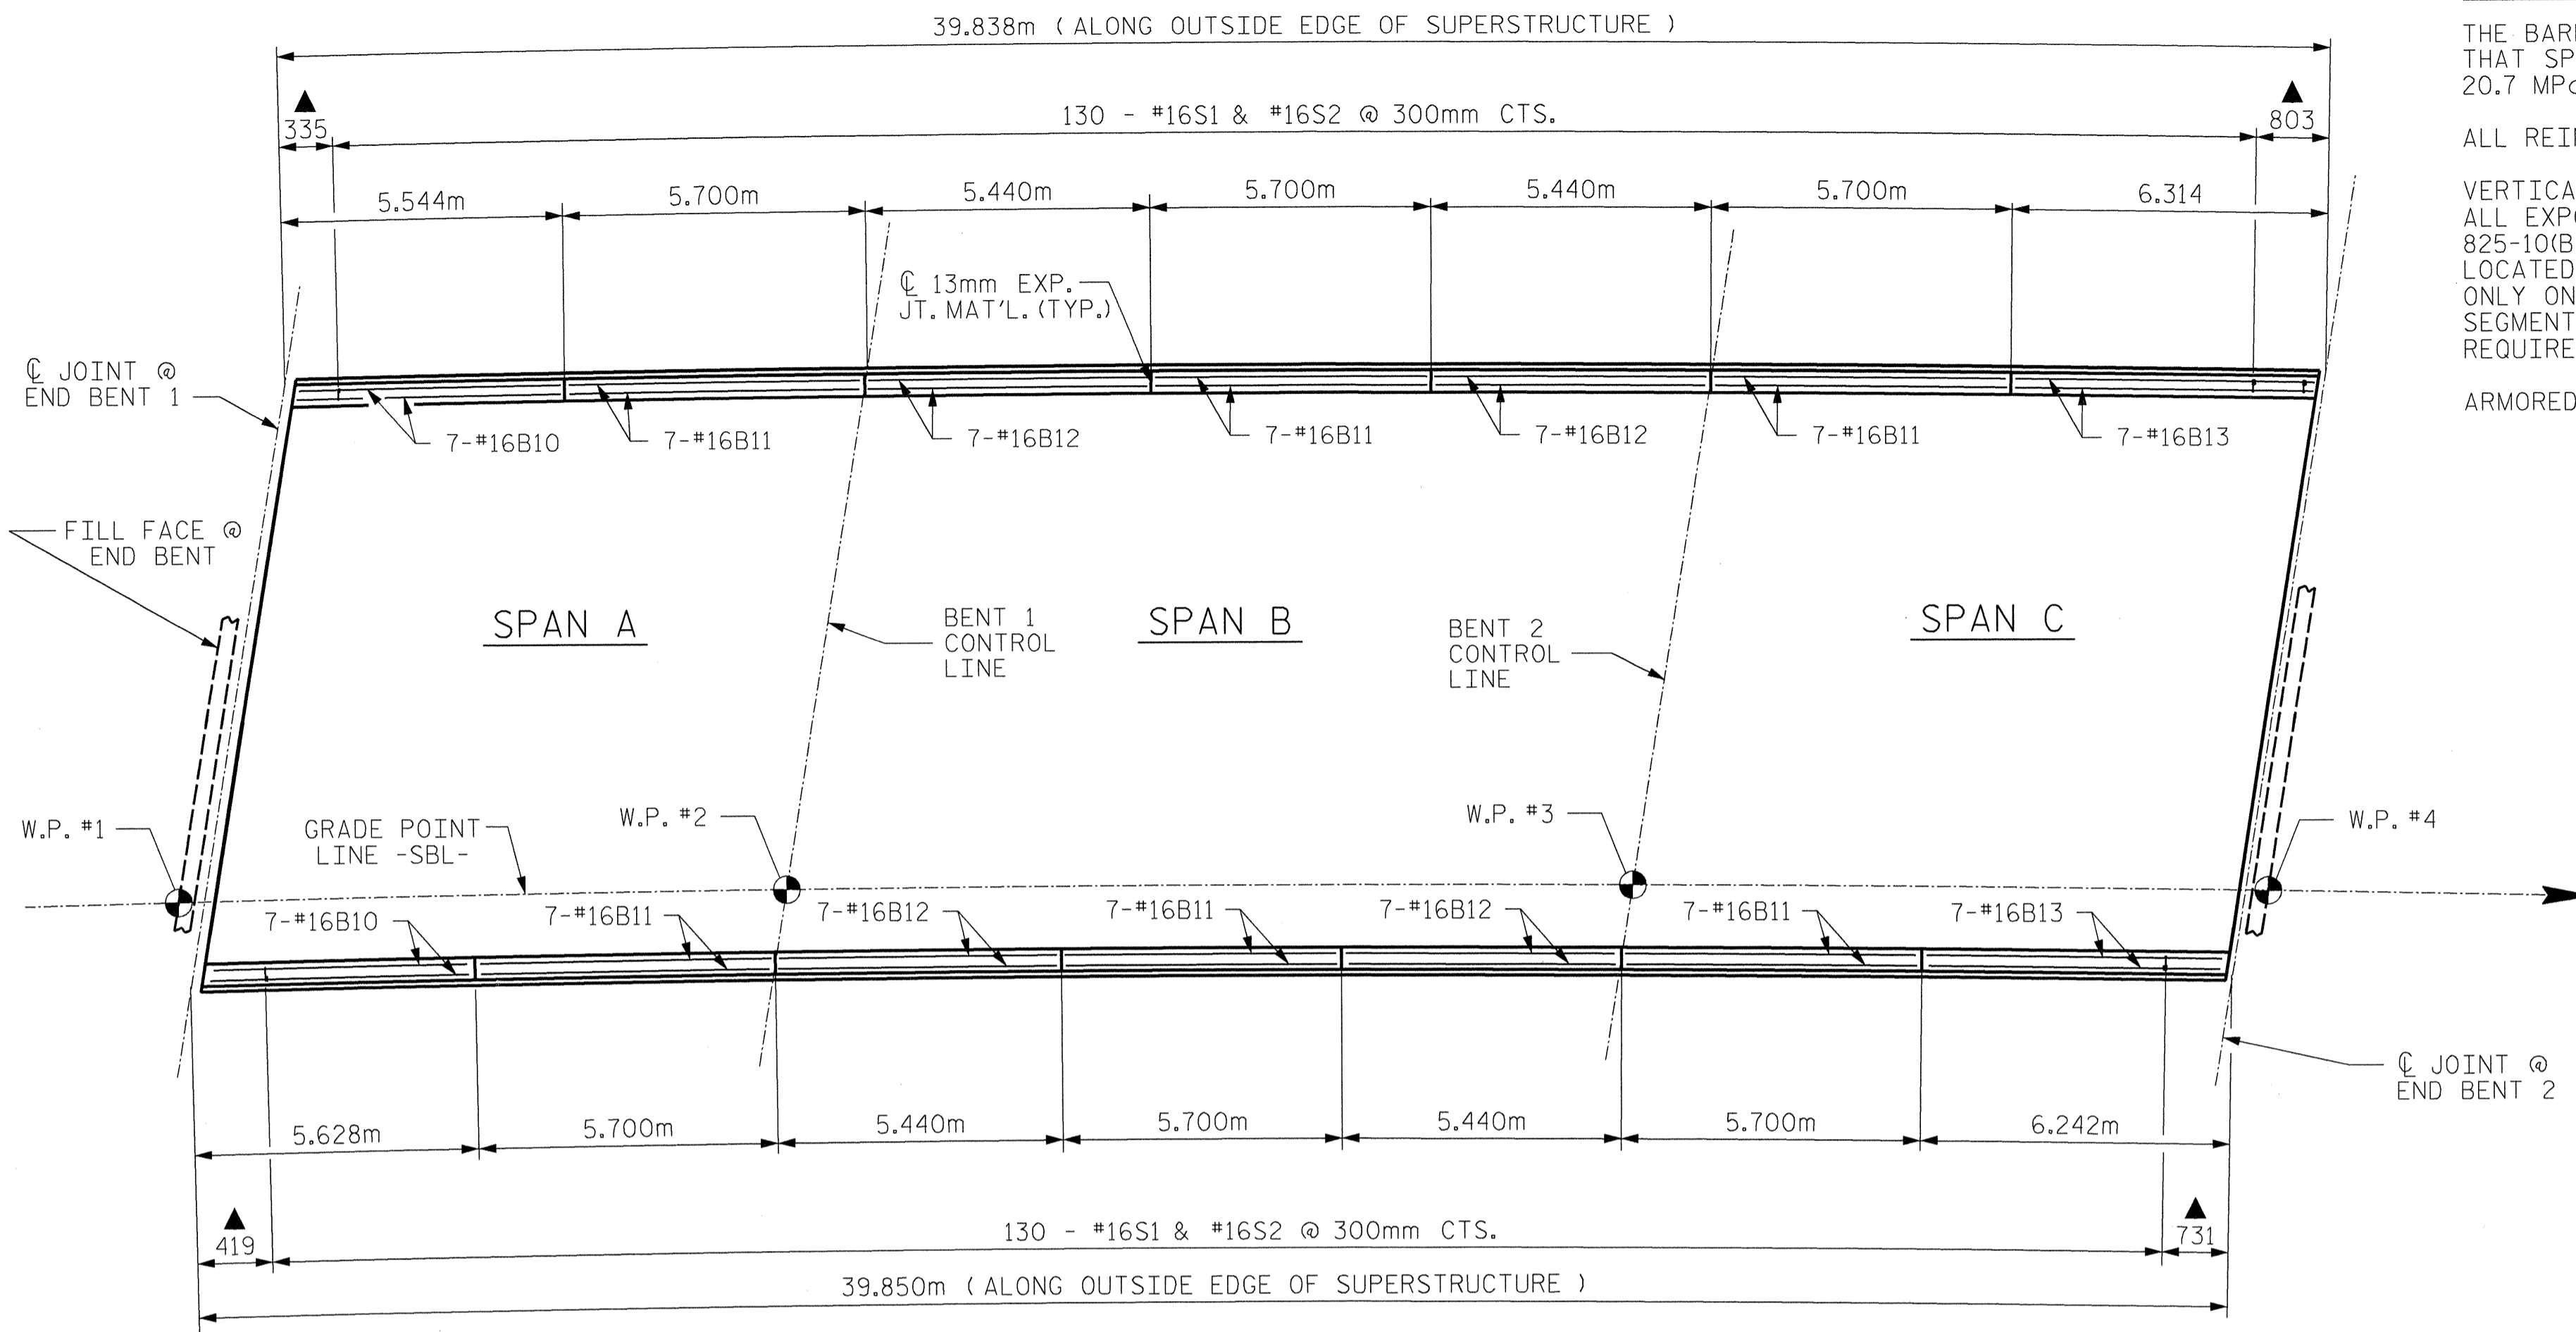 39.838m ( ALONG OUTSIDE EDGE OF SUPERSTRUCTURE )
THE
THAT
20.7
ALL
ALL
825-10(B
LOCATED
ONLY ON
SEGMENT
ARMORED
335
130 - #16S1 & #16S2 @ 300mm CTS.
803
5.544m
5.700m
5.440m
5.700m
5.440m
5.700m
6.314
℄ 13mm EXP.
JT. MAT'L. (TYP.)
℄ JOINT @
END BENT 1
7-#16B10
7-#16B11
7-#16B12
7-#16B11
7-#16B12
7-#16B11
7-#16B13
FILL FACE @
END BENT
SPAN A
BENT 1
CONTROL
LINE
SPAN B
BENT 2
CONTROL
LINE
SPAN C
W.P. #1
GRADE POINT
LINE -SBL-
W.P. #2
W.P. #3
W.P. #4
7-#16B10
7-#16B11
7-#16B12
7-#16B11
7-#16B12
7-#16B11
7-#16B13
℄ JOINT @
END BENT 2
5.628m
5.700m
5.440m
5.700m
5.440m
5.700m
6.242m
419
130 - #16S1 & #16S2 @ 300mm CTS.
731
39.850m ( ALONG OUTSIDE EDGE OF SUPERSTRUCTURE )